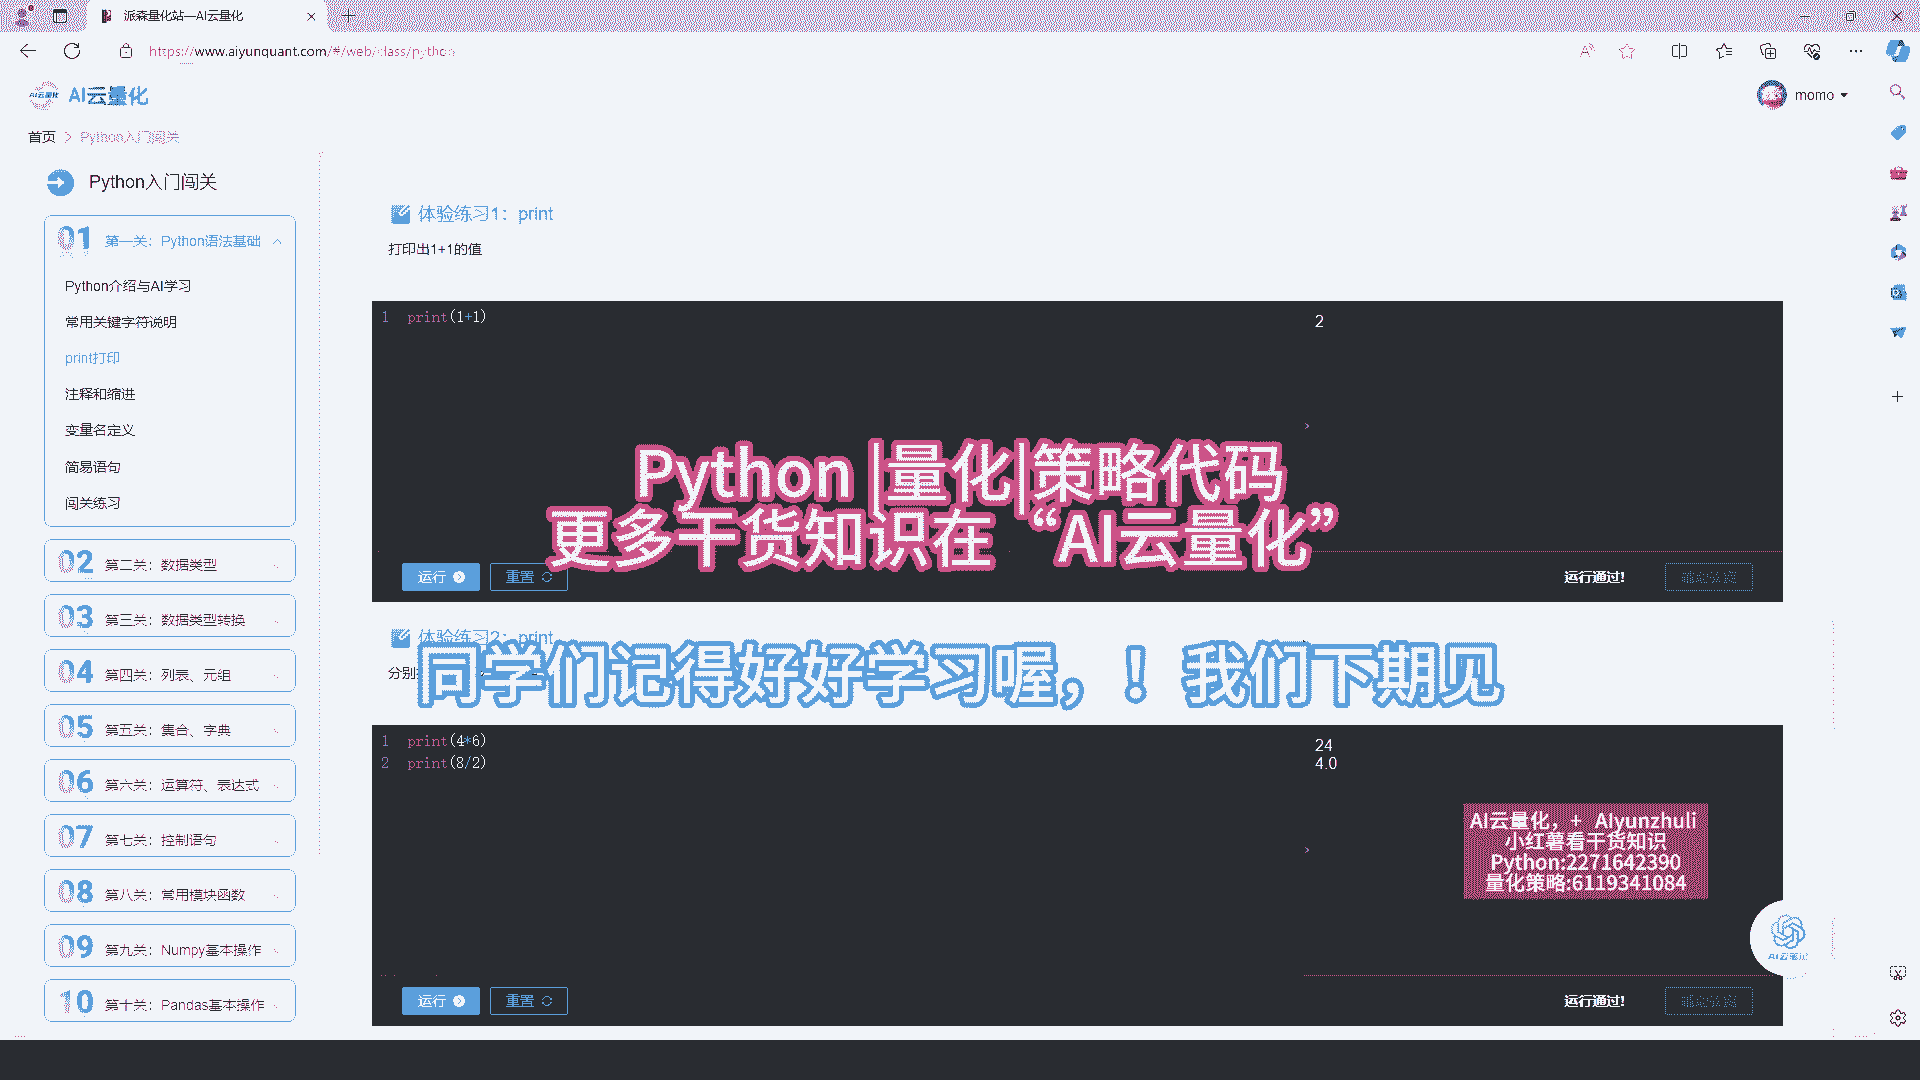 派森量化站—AI云量化
https://www.aiyunquant.com/#/web/class/python
AI云量化
AI云量化
momo
首页 > Python入门闯关
Python入门闯关
01 第一关：Python语法基础
Python介绍与AI学习
常用关键字符说明
print打印
注释和缩进
变量名定义
简易语句
闯关练习
02 第二关：数据类型
03 第三关：数据类型转换
04 第四关：列表、元组
05 第五关：集合、字典
06 第六关：运算符、表达式
07 第七关：控制语句
08 第八关：常用模块函数
09 第九关：Numpy基本操作
10 第十关：Pandas基本操作
体验练习1：print
打印出1+1的值
1 print(1+1)
2
Python |量化|策略代码
更多干货知识在 “AI云量化”
运行
重置
运行通过!
体验练习2：print
分别
同学们记得好好学习喔，！我们下期见
1 print(4*6)
2 print(8/2)
24
4.0
AI云量化，+ AIyunzhuli
小红薯看干货知识
Python:2271642390
量化策略:6119341084
运行
重置
运行通过!